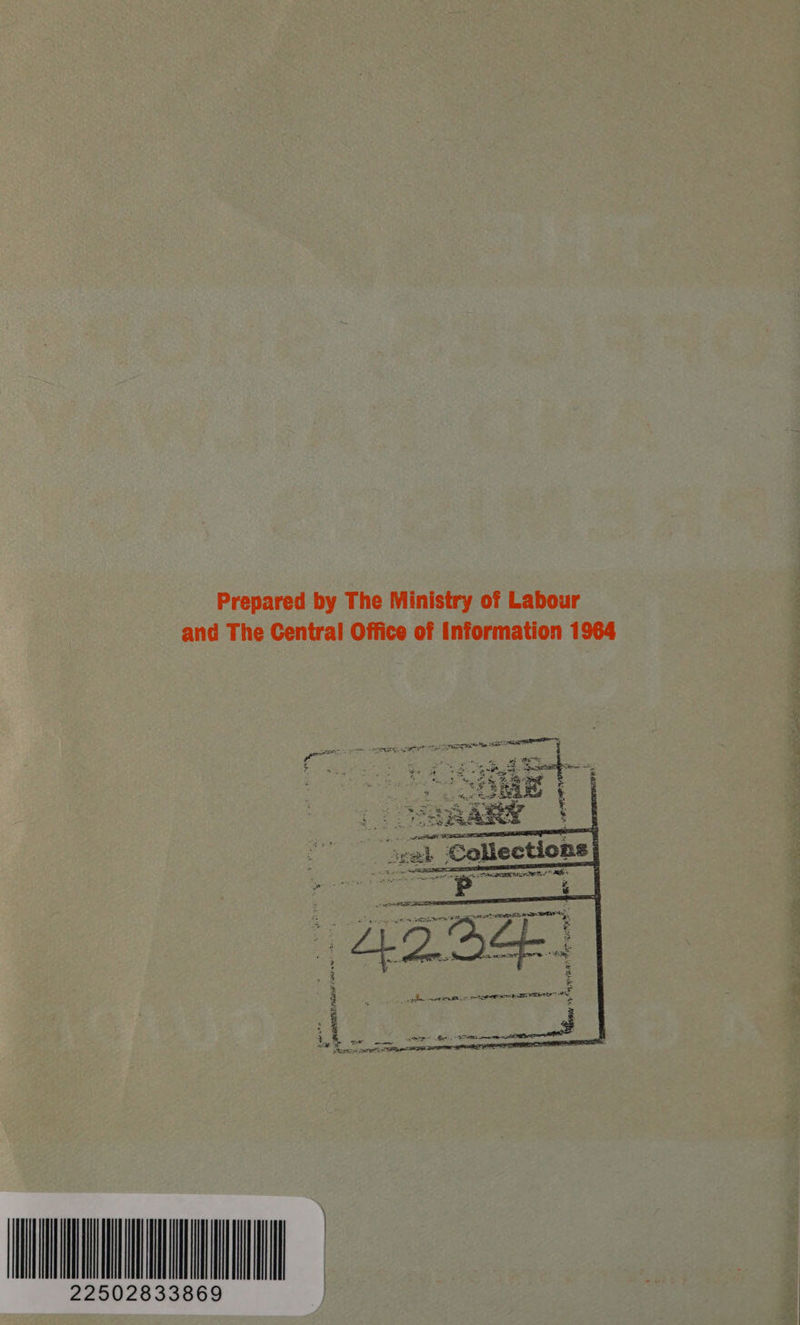 Prepared by The Ministry of Labour
and The Central Office of Information 1964
Collections
P
4234
22502833869